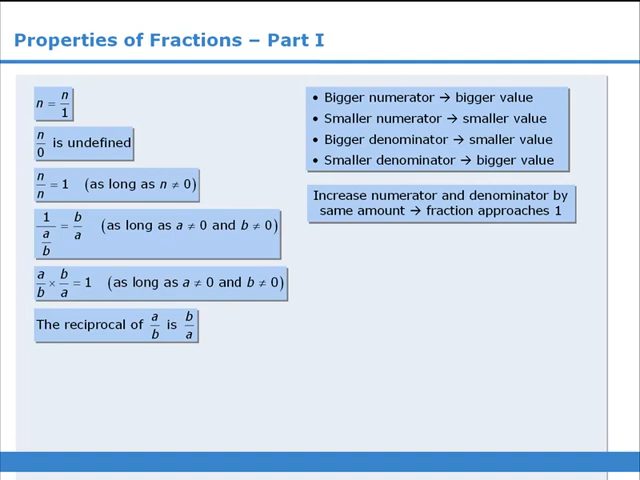 Properties of Fractions – Part I
n = n/1
n/0 is undefined
n/n = 1 (as long as n ≠ 0)
1/(a/b) = b/a (as long as a ≠ 0 and b ≠ 0)
a/b × b/a = 1 (as long as a ≠ 0 and b ≠ 0)
The reciprocal of a/b is b/a
• Bigger numerator → bigger value
• Smaller numerator → smaller value
• Bigger denominator → smaller value
• Smaller denominator → bigger value
Increase numerator and denominator by
same amount → fraction approaches 1